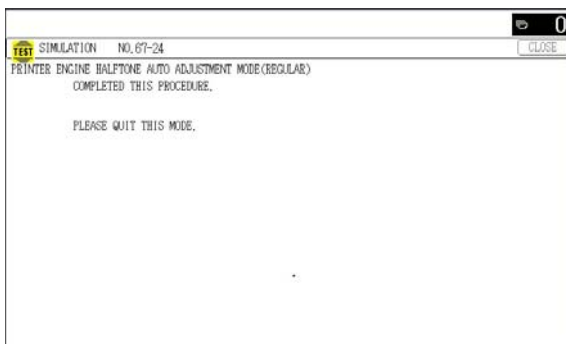 0
TEST SIMULATION NO.67-24 CLOSE
PRINTER ENGINE HALFTONE AUTO ADJUSTMENT MODE(REGULAR)
COMPLETED THIS PROCEDURE.
PLEASE QUIT THIS MODE.